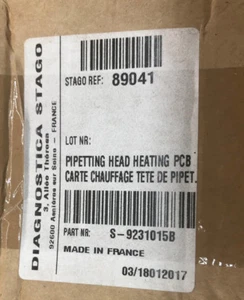 DIAGNOSTICA STAGO
3, Allée Thérésa
92600 Asnières sur Seine - FRANCE
STAGO REF: 89041
LOT NR:
PIPETTING HEAD HEATING PCB
CARTE CHAUFFAGE TETE DE PIPET.
PART NR: S-9231015B
MADE IN FRANCE
03/18012017